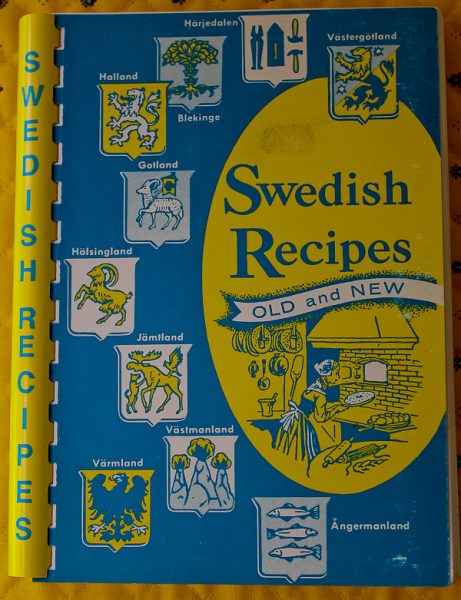 SWEDISH RECIPES
Härjedalen
Västergötland
Halland
Blekinge
Gotland
Swedish
Recipes
OLD and NEW
Hälsingland
Jämtland
Västmanland
Värmland
Ångermanland